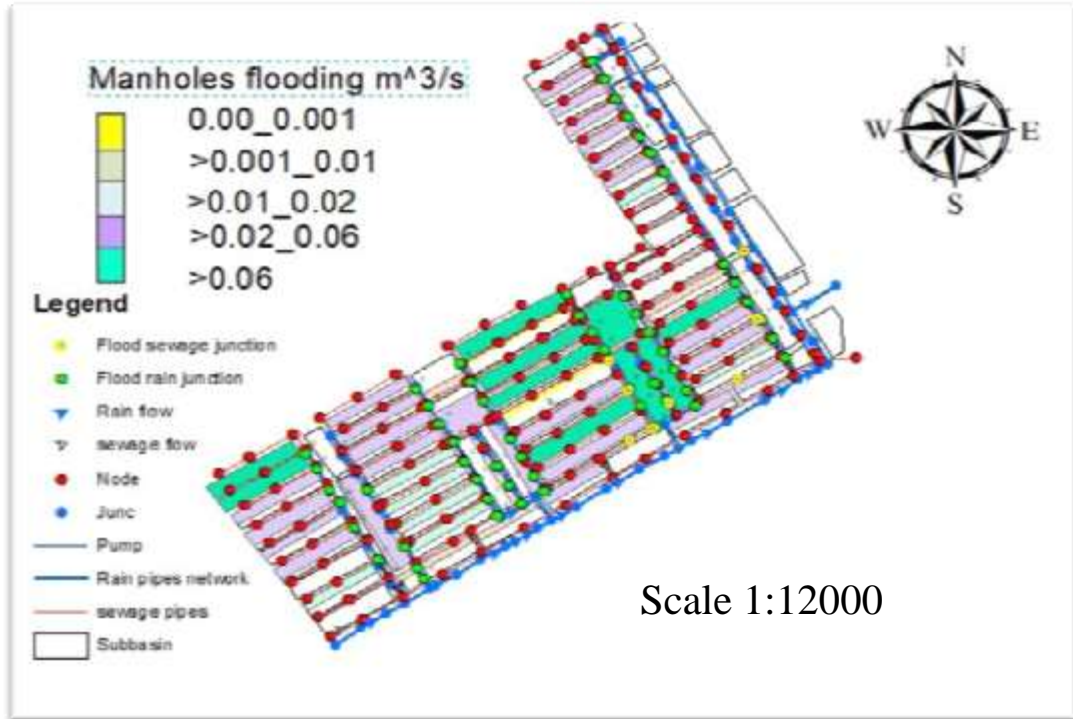 Manholes flooding m^3/s
0.00_0.001
>0.001_0.01
>0.01_0.02
>0.02_0.06
>0.06
Legend
Flood sewage junction
Flood rain junction
Rain flow
sewage flow
Node
Junc
Pump
Rain pipes network
sewage pipes
Subbasin
N
W
E
S
Scale 1:12000